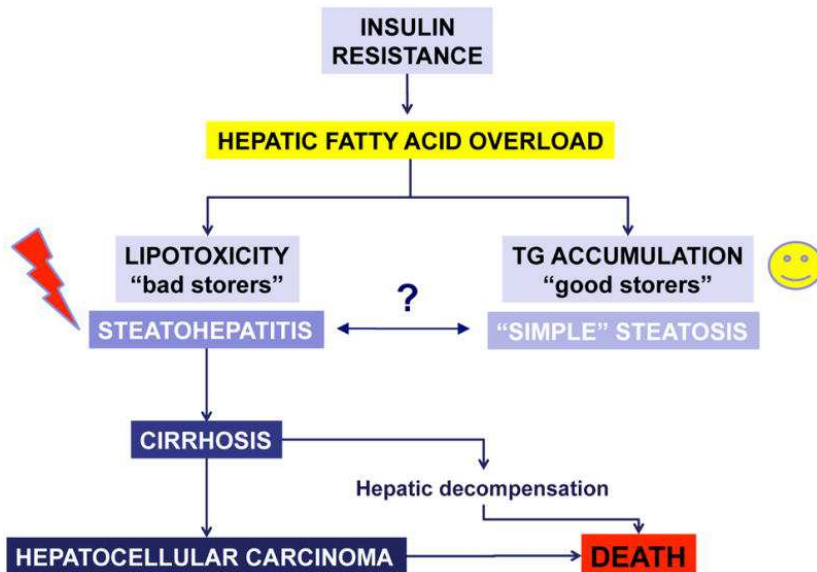 INSULIN
RESISTANCE
HEPATIC FATTY ACID OVERLOAD
LIPOTOXICITY
“bad storers”
TG ACCUMULATION
“good storers”
?
STEATOHEPATITIS
“SIMPLE” STEATOSIS
CIRRHOSIS
Hepatic decompensation
HEPATOCELLULAR CARCINOMA
DEATH